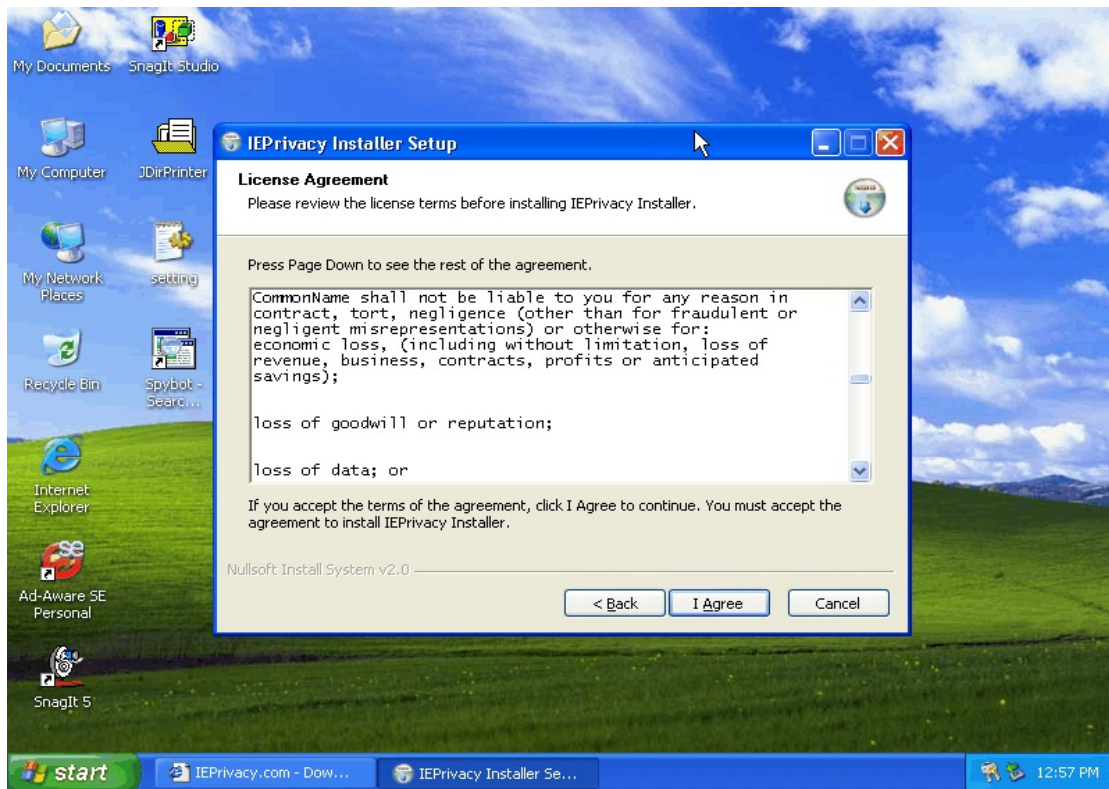 My Documents
SnagIt Studio
My Computer
JDirPrinter
My Network
Places
setting
Recycle Bin
Spybot -
Searc...
Internet
Explorer
Ad-Aware SE
Personal
SnagIt 5
IEPrivacy Installer Setup
License Agreement
Please review the license terms before installing IEPrivacy Installer.
Press Page Down to see the rest of the agreement.
CommonName shall not be liable to you for any reason in
contract, tort, negligence (other than for fraudulent or
negligent misrepresentations) or otherwise for:
economic loss, (including without limitation, loss of
revenue, business, contracts, profits or anticipated
savings);
loss of goodwill or reputation;
loss of data; or
If you accept the terms of the agreement, click I Agree to continue. You must accept the
agreement to install IEPrivacy Installer.
Nullsoft Install System v2.0
< Back
I Agree
Cancel
start
IEPrivacy.com - Dow...
IEPrivacy Installer Se...
12:57 PM